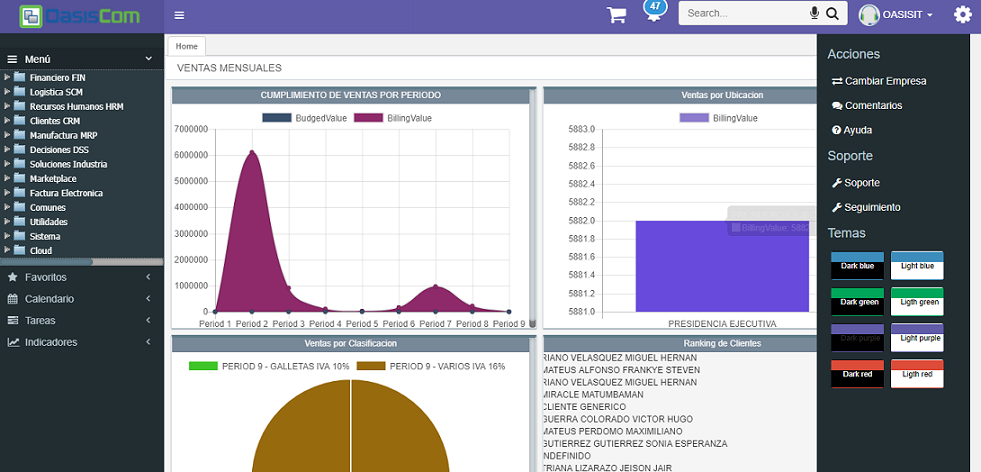 OasisCom
47
Search...
OASISIT
Menú
Financiero FIN
Logistica SCM
Recursos Humanos HRM
Clientes CRM
Manufactura MRP
Decisiones DSS
Soluciones Industria
Marketplace
Factura Electronica
Comunes
Utilidades
Sistema
Cloud
Favoritos
Calendario
Tareas
Indicadores
Home
VENTAS MENSUALES
CUMPLIMIENTO DE VENTAS POR PERIODO
BudgedValue BillingValue
7000000
6000000
5000000
4000000
3000000
2000000
1000000
0
Period 1 Period 2 Period 3 Period 4 Period 5 Period 6 Period 7 Period 8 Period 9
Ventas por Ubicacion
BillingValue
5883.0
5882.8
5882.6
5882.4
5882.2
5882.0
5881.8
5881.6
5881.4
5881.2
5881.0
BillingValue: 5882
PRESIDENCIA EJECUTIVA
Ventas por Clasificacion
PERIOD 9 - GALLETAS IVA 10% PERIOD 9 - VARIOS IVA 16%
Ranking de Clientes
RIANO VELASQUEZ MIGUEL HERNAN
MATEUS ALFONSO FRANKYE STEVEN
RIANO VELASQUEZ MIGUEL HERNAN
MIRACLE MATUMBAMAN
CLIENTE GENERICO
GUERRA COLORADO VICTOR HUGO
MATEUS PERDOMO MAXIMILIANO
GUTIERREZ GUTIERREZ SONIA ESPERANZA
INDEFINIDO
TRIANA LIZARAZO JEISON JAIR
Acciones
Cambiar Empresa
Comentarios
Ayuda
Soporte
Soporte
Seguimiento
Temas
Dark blue
Light blue
Dark green
Ligth green
Dark purple
Light purple
Dark red
Ligth red